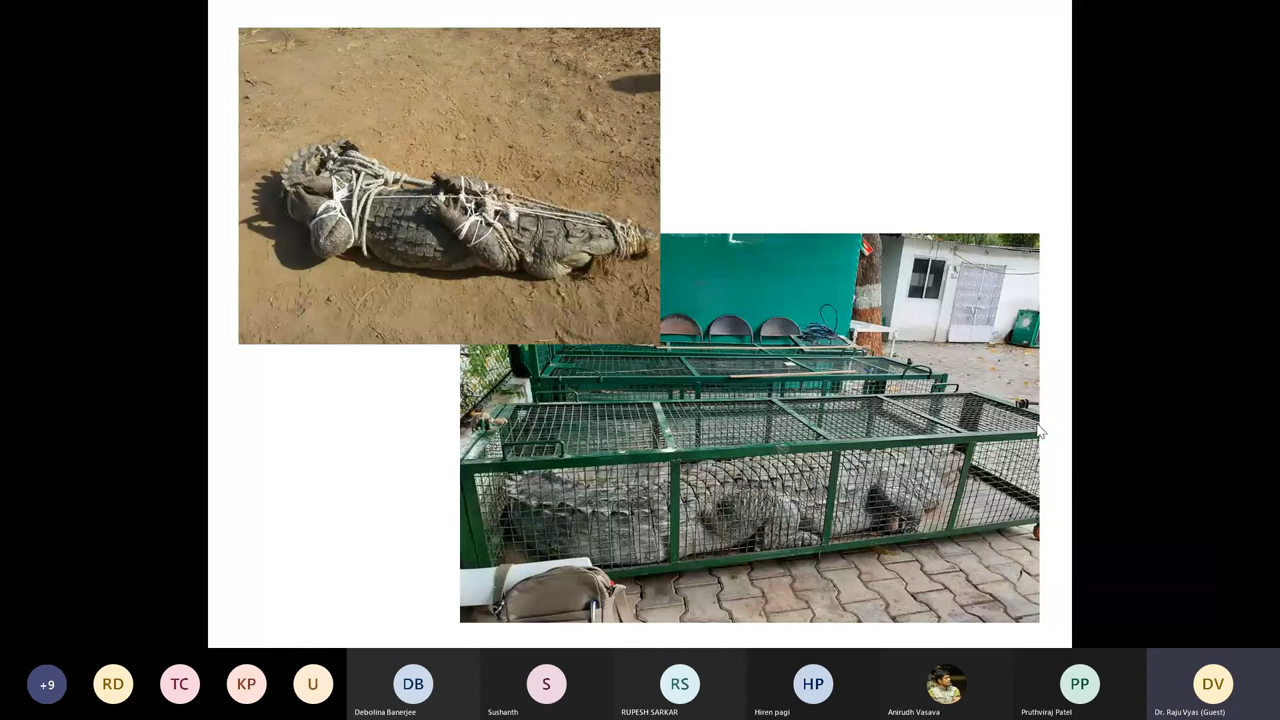 +9
RD
TC
KP
U
DB
Debolina Banerjee
S
Sushanth
RS
RUPESH SARKAR
HP
Hiren pagi
Anirudh Vasava
PP
Pruthviraj Patel
DV
Dr. Raju Vyas (Guest)